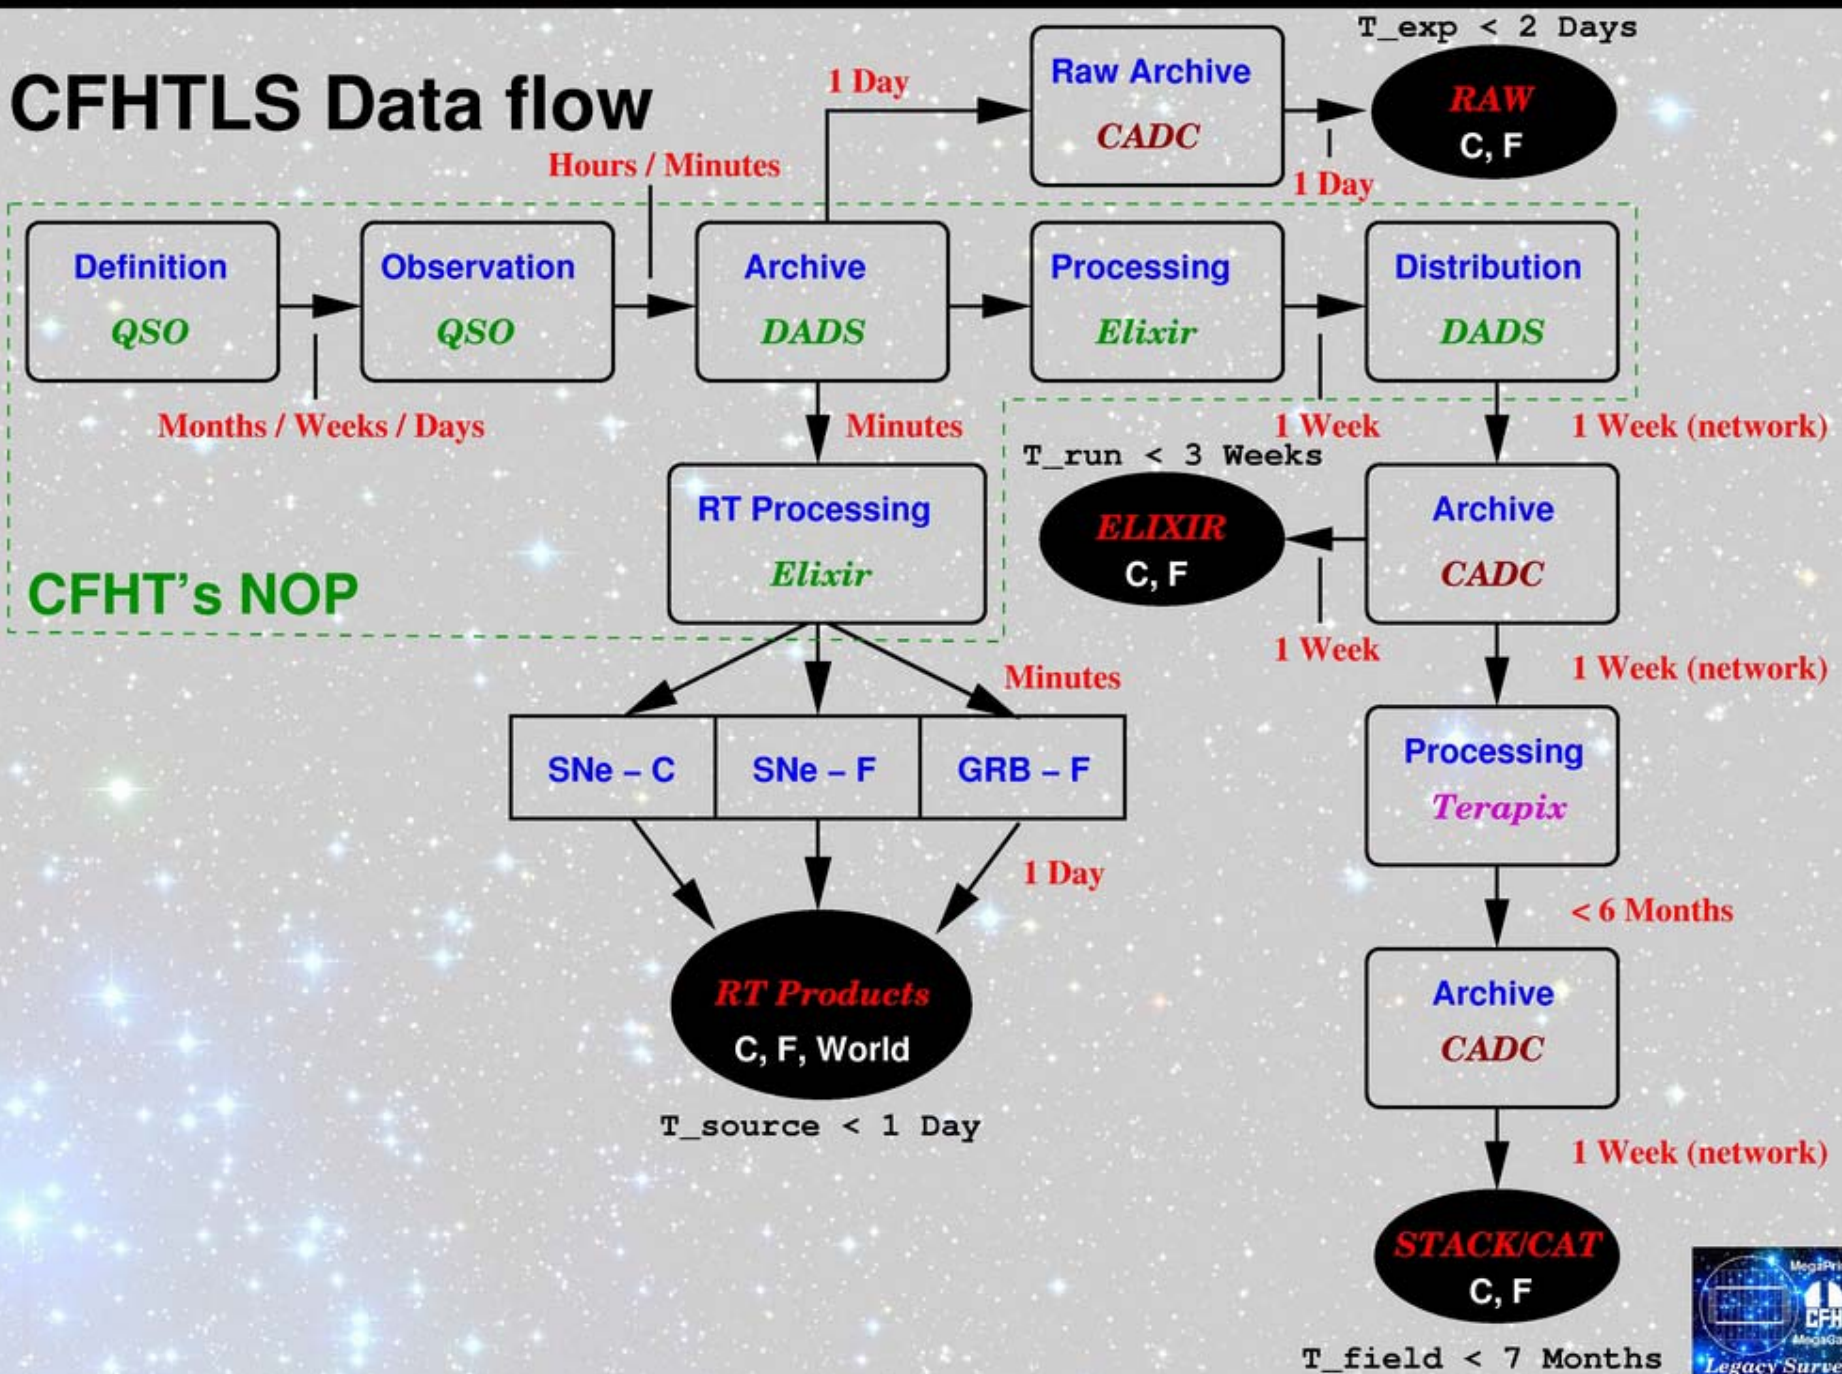 T_exp < 2 Days
CFHTLS Data flow
1 Day
Raw Archive
CADC
RAW
C, F
1 Day
Hours / Minutes
Definition
QSO
Observation
QSO
Archive
DADS
Processing
Elixir
Distribution
DADS
Months / Weeks / Days
Minutes
1 Week
1 Week (network)
T_run < 3 Weeks
RT Processing
Elixir
ELIXIR
C, F
Archive
CADC
CFHT's NOP
1 Week
1 Week (network)
Minutes
SNe – C
SNe – F
GRB – F
Processing
Terapix
1 Day
< 6 Months
RT Products
C, F, World
Archive
CADC
T_source < 1 Day
1 Week (network)
STACK/CAT
C, F
T_field < 7 Months
Legacy